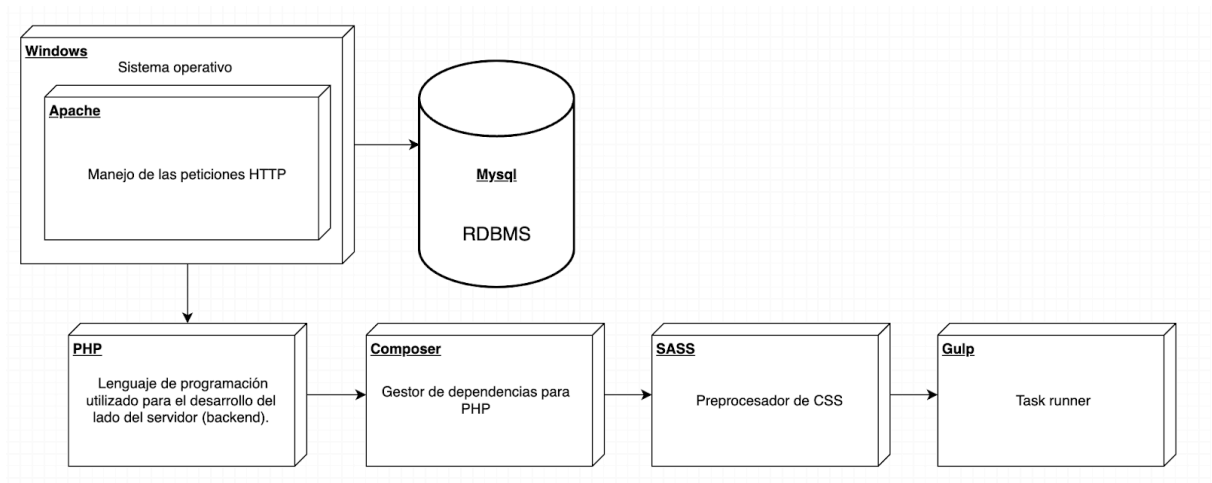 Windows
Sistema operativo
Apache
Manejo de las peticiones HTTP
Mysql
RDBMS
PHP
Lenguaje de programación
utilizado para el desarrollo del
lado del servidor (backend).
Composer
Gestor de dependencias para
PHP
SASS
Preprocesador de CSS
Gulp
Task runner